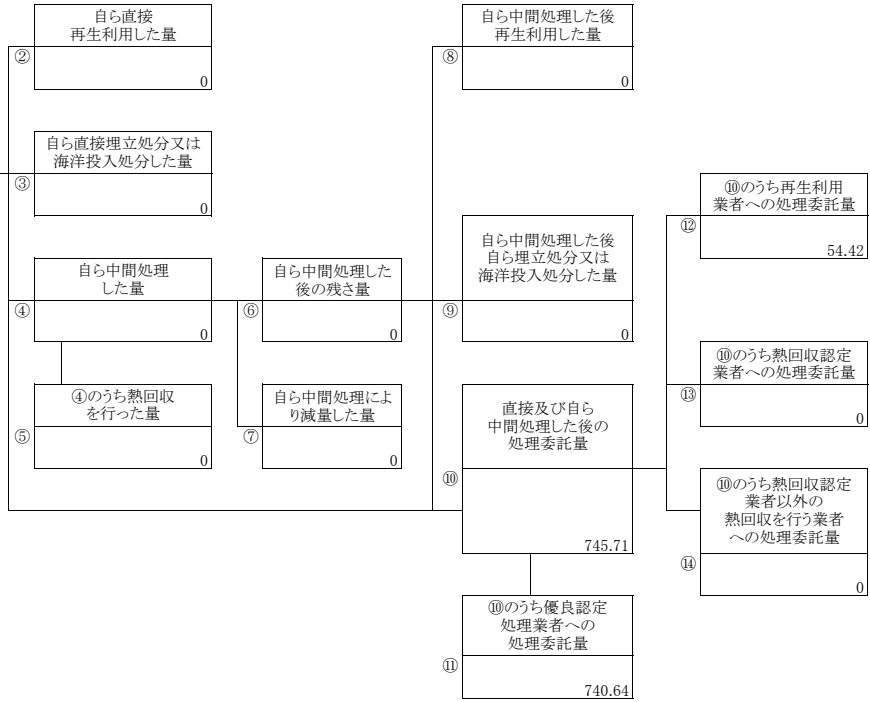 自ら直接
再生利用した量
②
0
自ら直接埋立処分又は
海洋投入処分した量
③
0
自ら中間処理
した量
④
0
④のうち熱回収
を行った量
⑤
0
自ら中間処理した
後の残さ量
⑥
0
自ら中間処理によ
り減量した量
⑦
0
自ら中間処理した後
再生利用した量
⑧
0
自ら中間処理した後
自ら埋立処分又は
海洋投入処分した量
⑨
0
直接及び自ら
中間処理した後の
処理委託量
⑩
745.71
⑩のうち優良認定
処理業者への
処理委託量
⑪
740.64
⑩のうち再生利用
業者への処理委託量
⑫
54.42
⑩のうち熱回収認定
業者への処理委託量
⑬
0
⑩のうち熱回収認定
業者以外の
熱回収を行う業者
への処理委託量
⑭
0